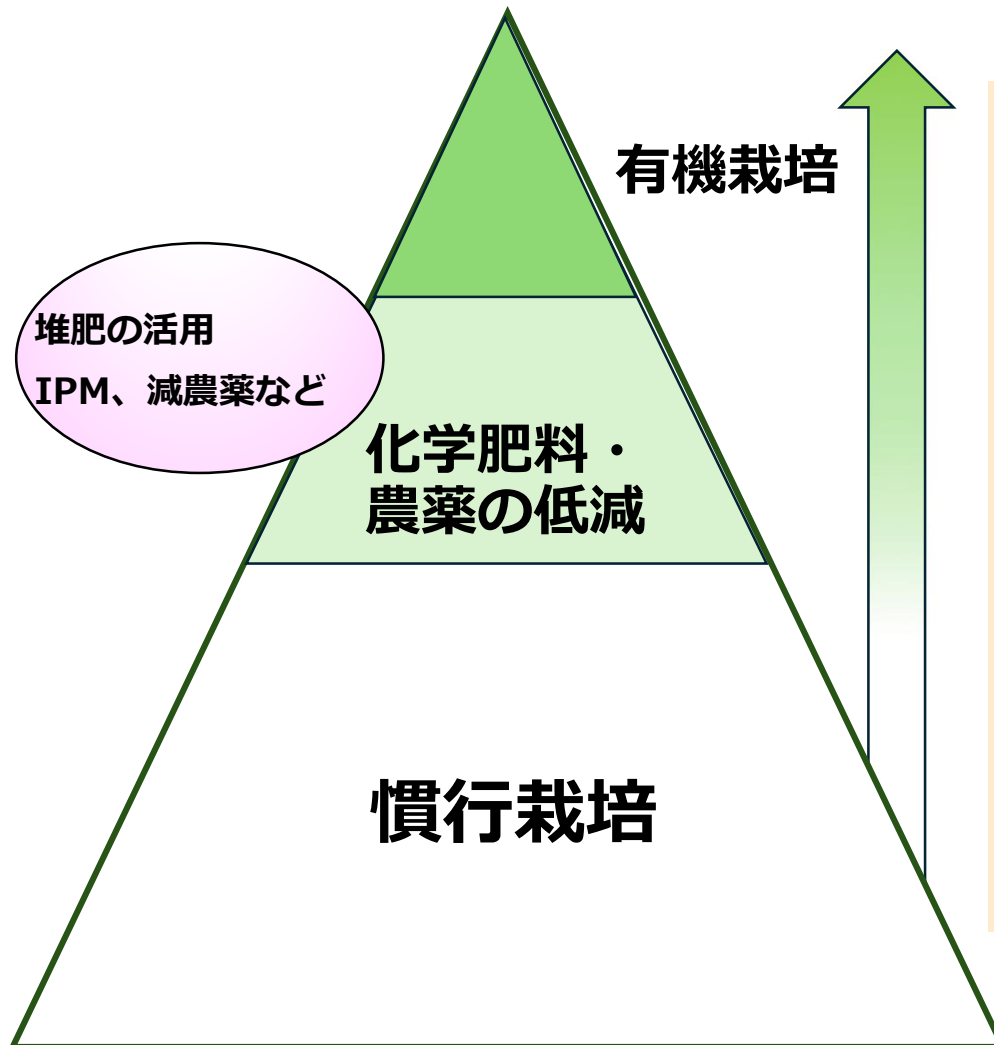 有機栽培
堆肥の活用
IPM、減農薬など
化学肥料・
農薬の低減
慣行栽培